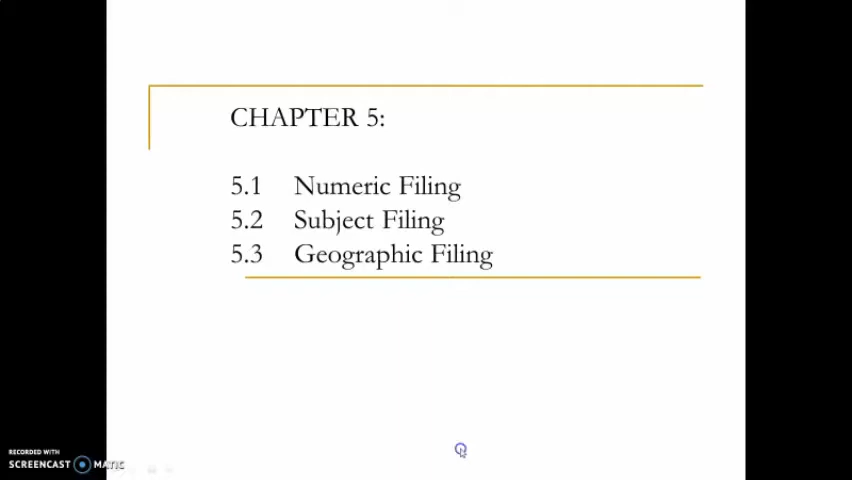 CHAPTER 5:
5.1 Numeric Filing
5.2 Subject Filing
5.3 Geographic Filing
RECORDED WITH
SCREENCAST MATIC